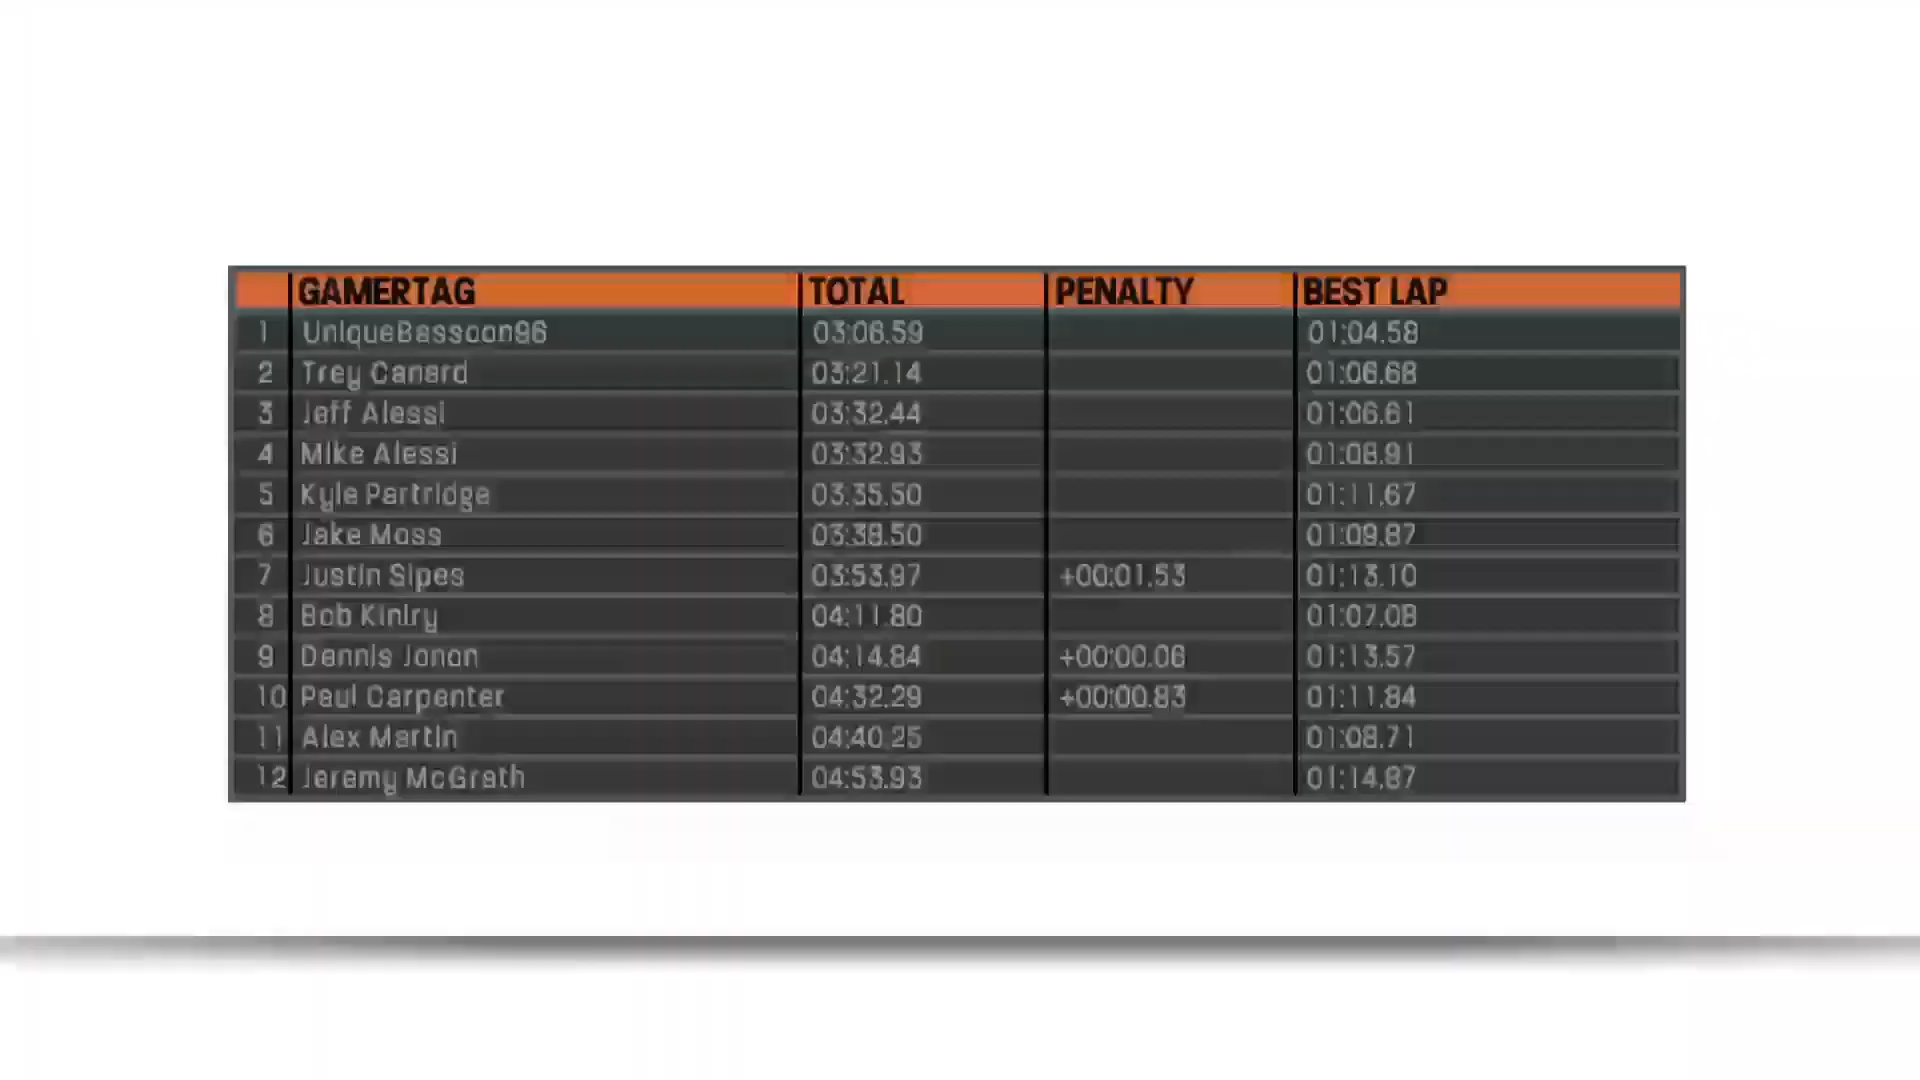 GAMERTAG TOTAL PENALTY BEST LAP
1 UniqueBassoon96 03:06.59 01:04.58
2 Trey Canard 03:21.14 01:06.68
3 Jeff Alessi 03:32.44 01:06.61
4 Mike Alessi 03:32.93 01:08.91
5 Kyle Partridge 03:35.50 01:11.67
6 Jake Moss 03:38.50 01:09.87
7 Justin Sipes 03:53.97 +00:01.53 01:13.10
8 Bob Kiniry 04:11.80 01:07.08
9 Dennis Jonon 04:14.84 +00:00.06 01:13.57
10 Paul Carpenter 04:32.29 +00:00.83 01:11.84
11 Alex Martin 04:40.25 01:08.71
12 Jeremy McGrath 04:53.93 01:14.87